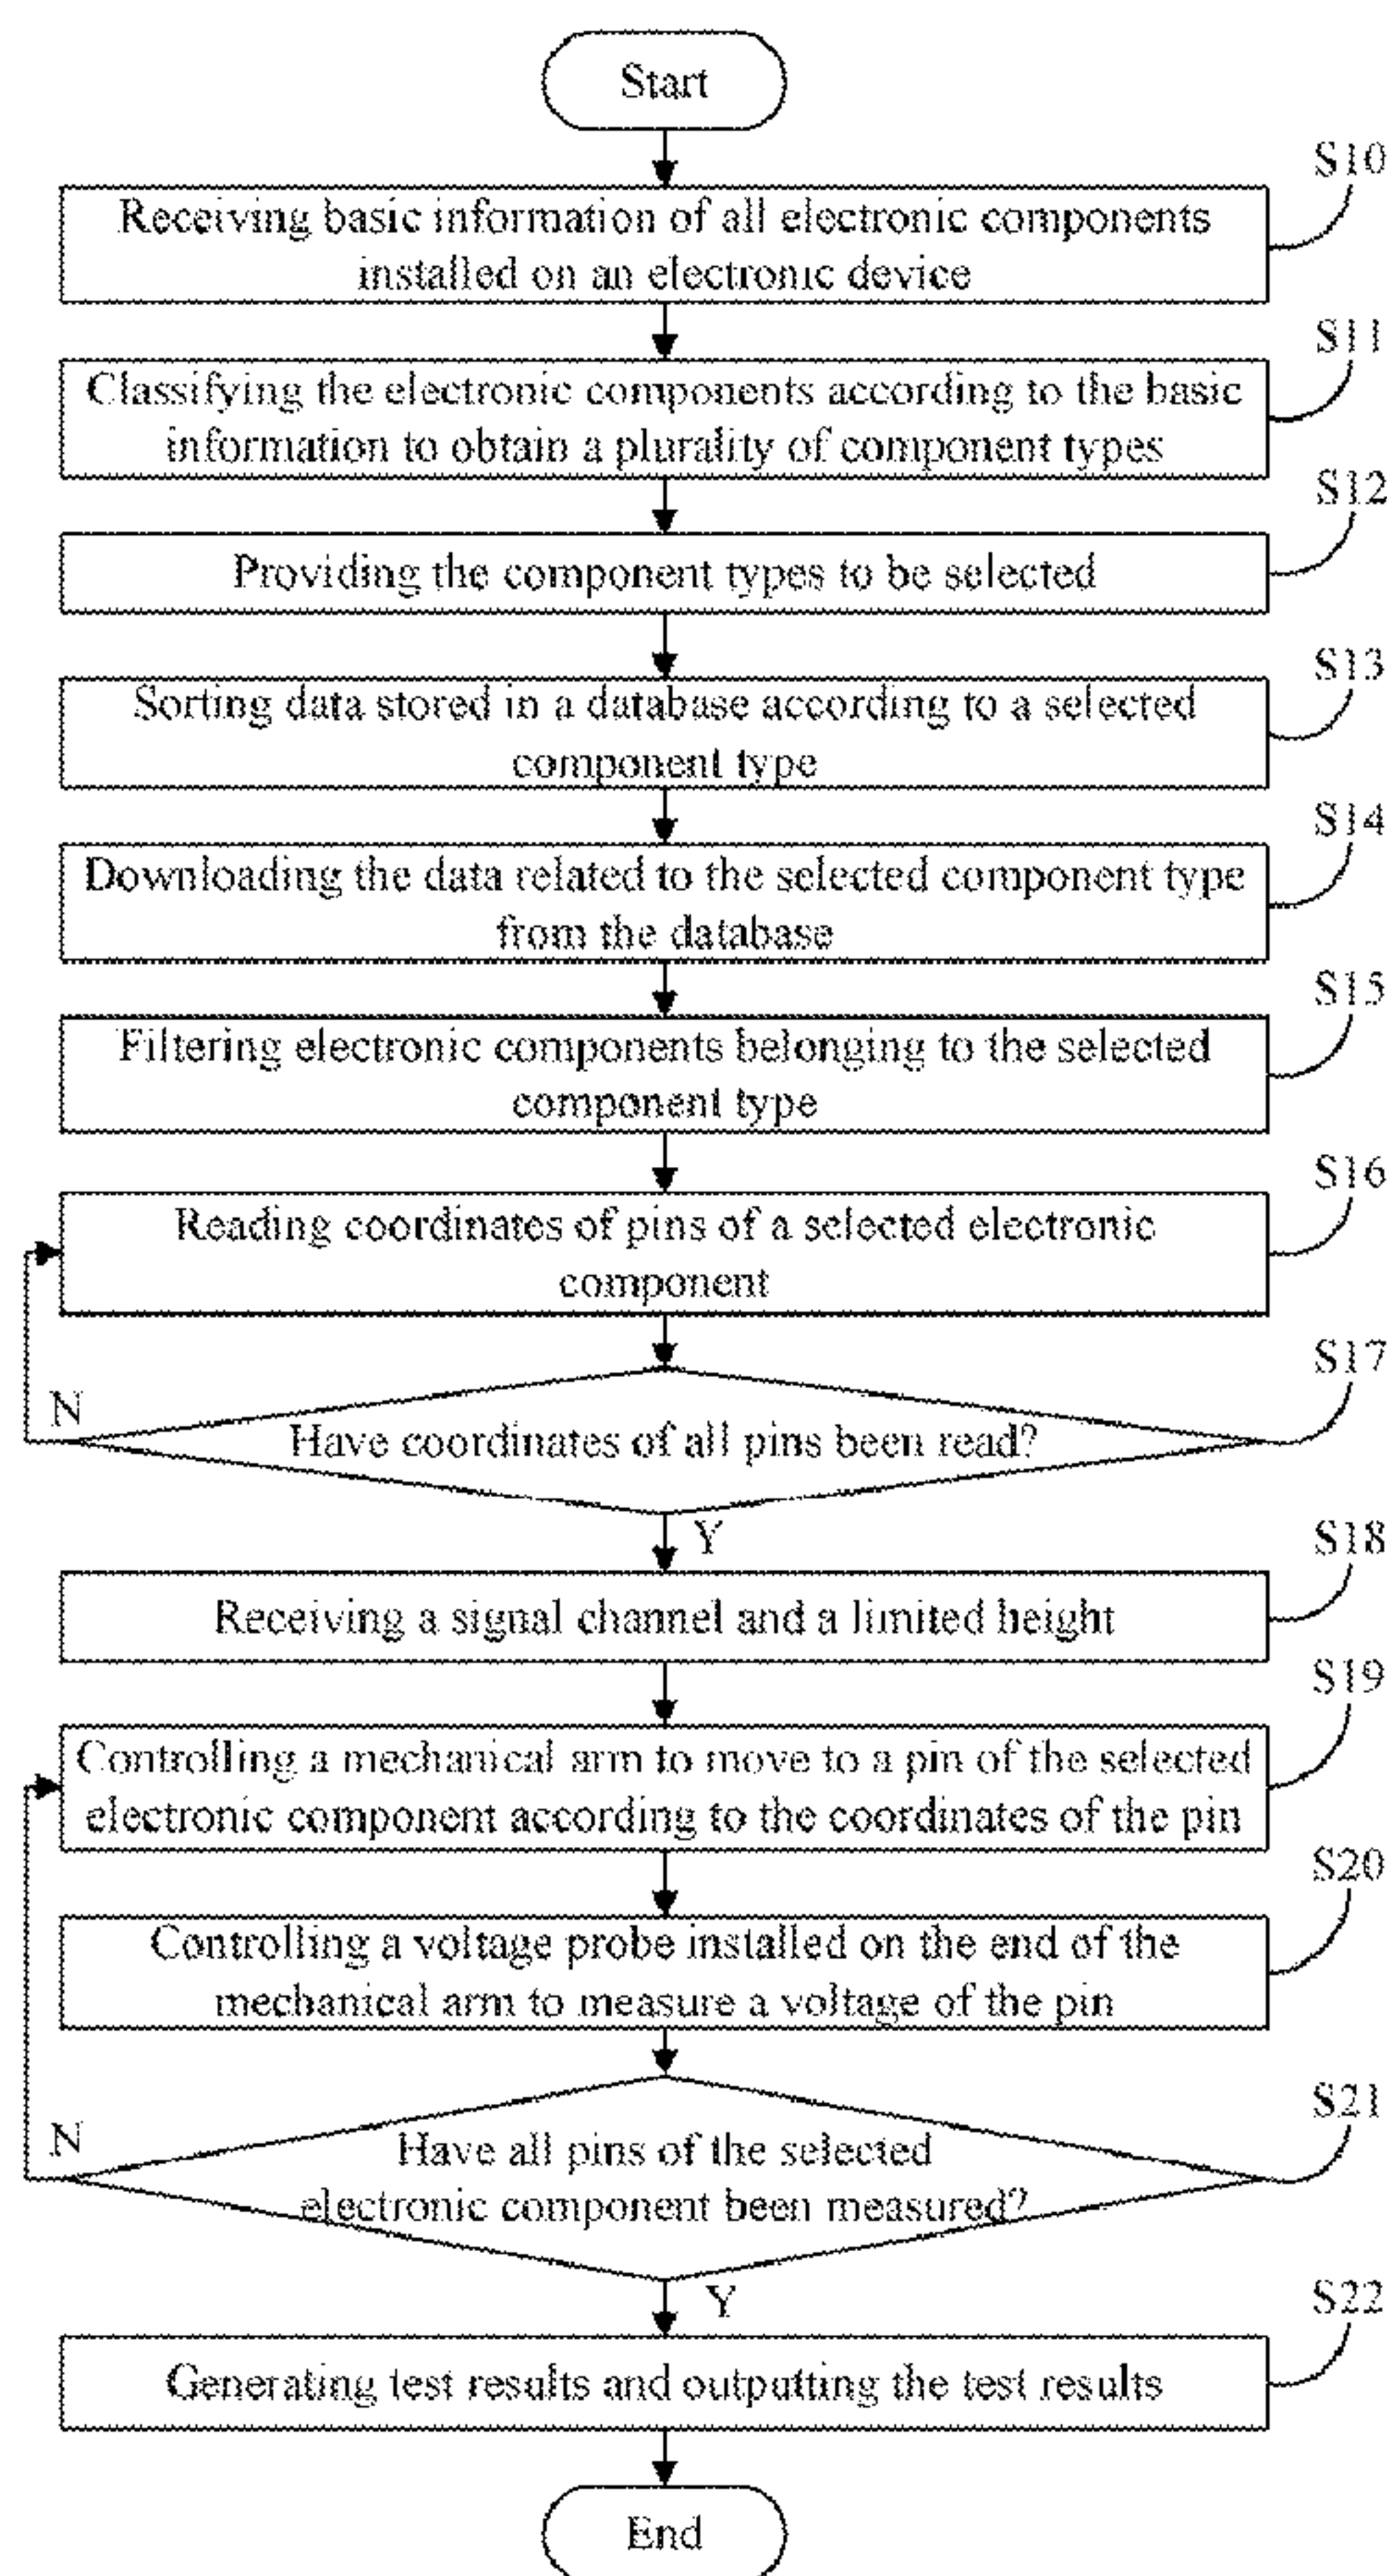 Start
S10
Receiving basic information of all electronic components
installed on an electronic device
S11
Classifying the electronic components according to the basic
information to obtain a plurality of component types
S12
Providing the component types to be selected
S13
Sorting data stored in a database according to a selected
component type
S14
Downloading the data related to the selected component type
from the database
S15
Filtering electronic components belonging to the selected
component type
S16
Reading coordinates of pins of a selected electronic
component
S17
N
Have coordinates of all pins been read?
Y
S18
Receiving a signal channel and a limited height
S19
Controlling a mechanical arm to move to a pin of the selected
electronic component according to the coordinates of the pin
S20
Controlling a voltage probe installed on the end of the
mechanical arm to measure a voltage of the pin
S21
N
Have all pins of the selected
electronic component been measured?
Y
S22
Generating test results and outputting the test results
End